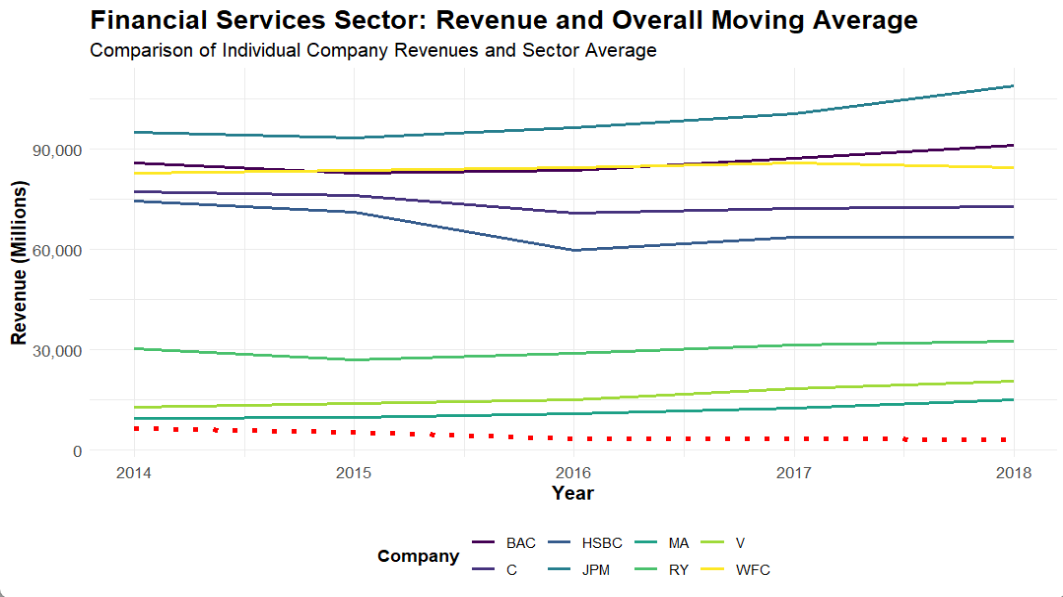 Financial Services Sector: Revenue and Overall Moving Average
Comparison of Individual Company Revenues and Sector Average
Revenue (Millions)
90,000
60,000
30,000
0
2014 2015 2016 2017 2018
Year
Company
BAC HSBC MA V
C JPM RY WFC